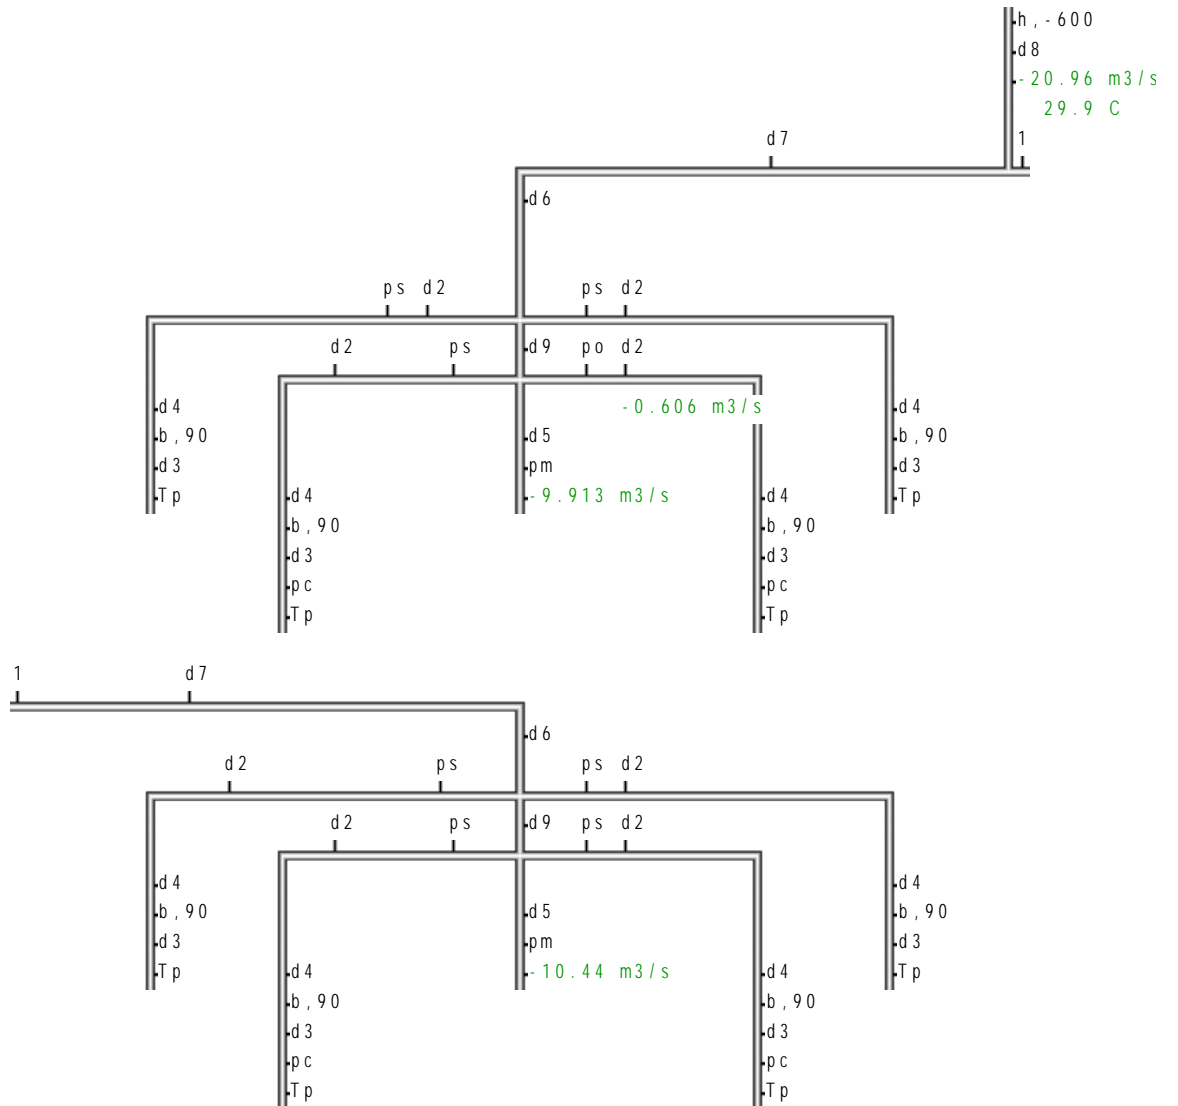 h,-600
d8
-20.96 m3/s
29.9 C
d7 1
d6
ps d2 ps d2
d2 ps d9 po d2
d4 -0.606 m3/s d4
b,90 d5 b,90
d3 pm d3
Tp d4 -9.913 m3/s d4 Tp
b,90 b,90
d3 d3
pc pc
Tp Tp
1 d7
d6
d2 ps ps d2
d2 ps d9 ps d2
d4 d4
b,90 d5 b,90
d3 pm d3
Tp d4 -10.44 m3/s d4 Tp
b,90 b,90
d3 d3
pc pc
Tp Tp